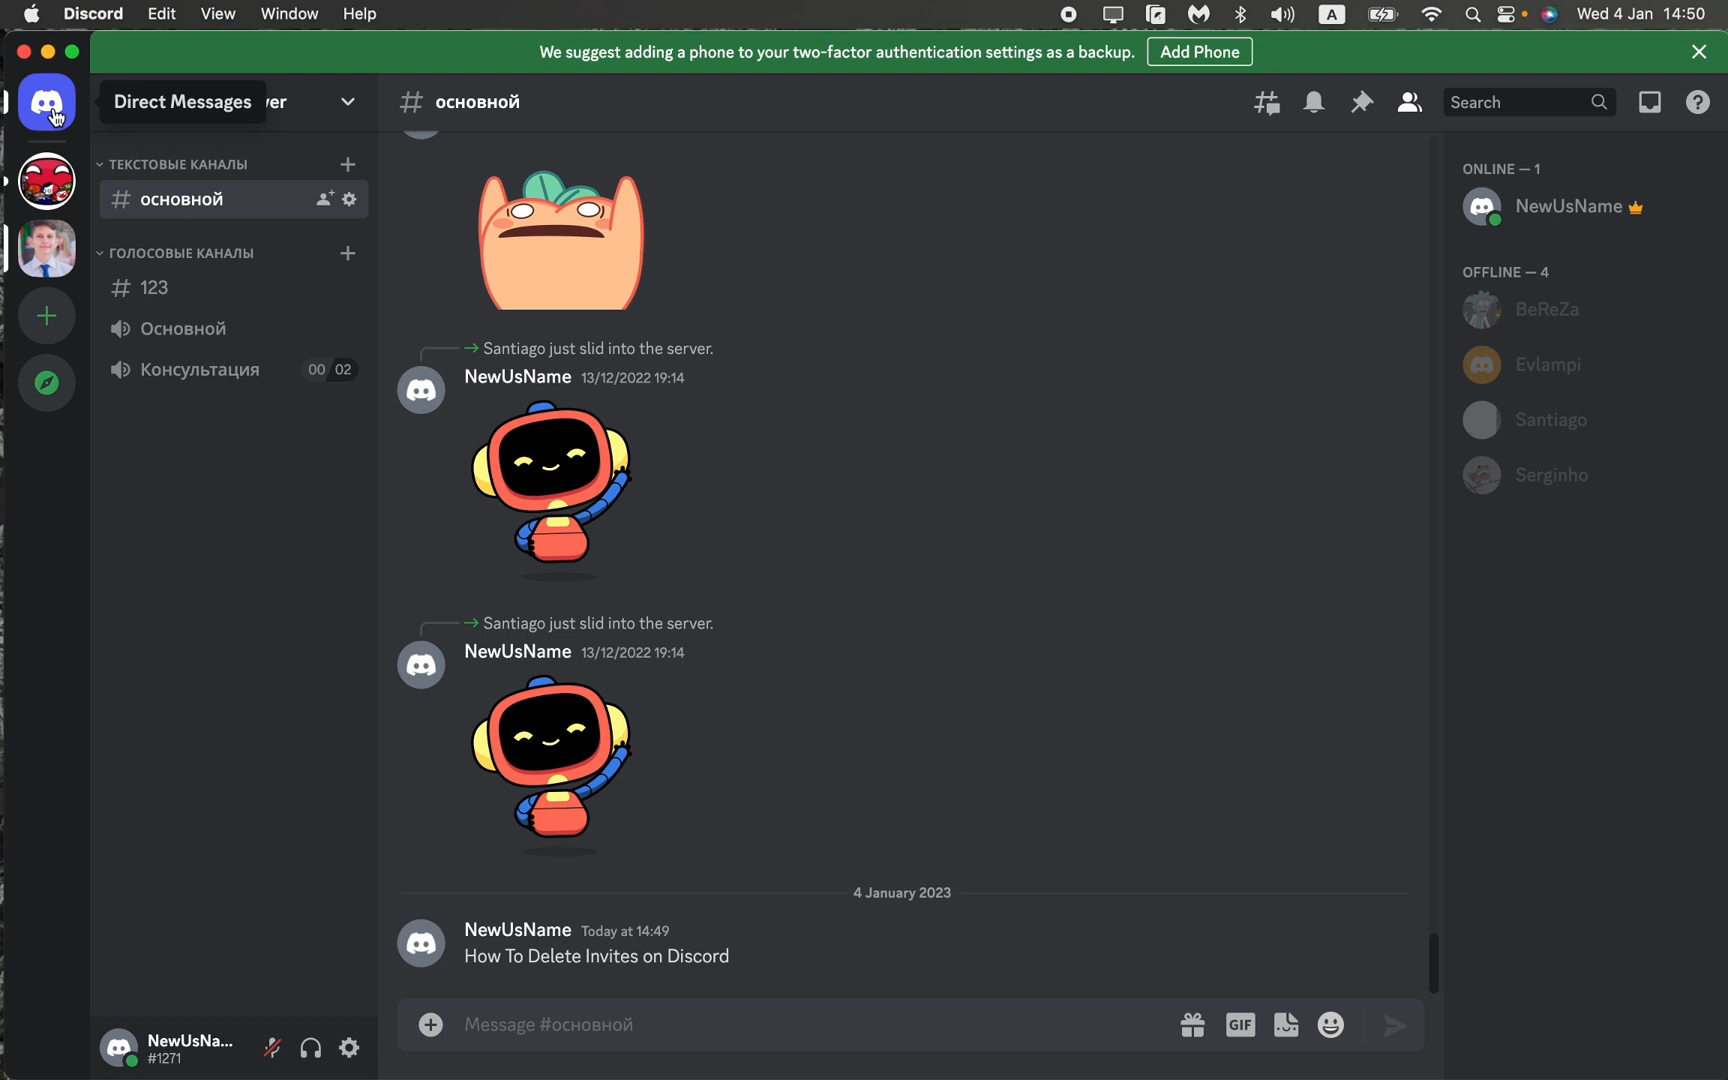 Discord Edit View Window Help A Wed 4 Jan 14:50
We suggest adding a phone to your two-factor authentication settings as a backup. Add Phone
Direct Messages ver
# основной
Search
ТЕКСТОВЫЕ КАНАЛЫ
# основной
ГОЛОСОВЫЕ КАНАЛЫ
# 123
Основной
Консультация 00 02
Santiago just slid into the server.
NewUsName 13/12/2022 19:14
Santiago just slid into the server.
NewUsName 13/12/2022 19:14
4 January 2023
NewUsName Today at 14:49
How To Delete Invites on Discord
Message #основной
GIF
ONLINE — 1
NewUsName
OFFLINE — 4
BeReZa
Evlampi
Santiago
Serginho
NewUsNa...
#1271